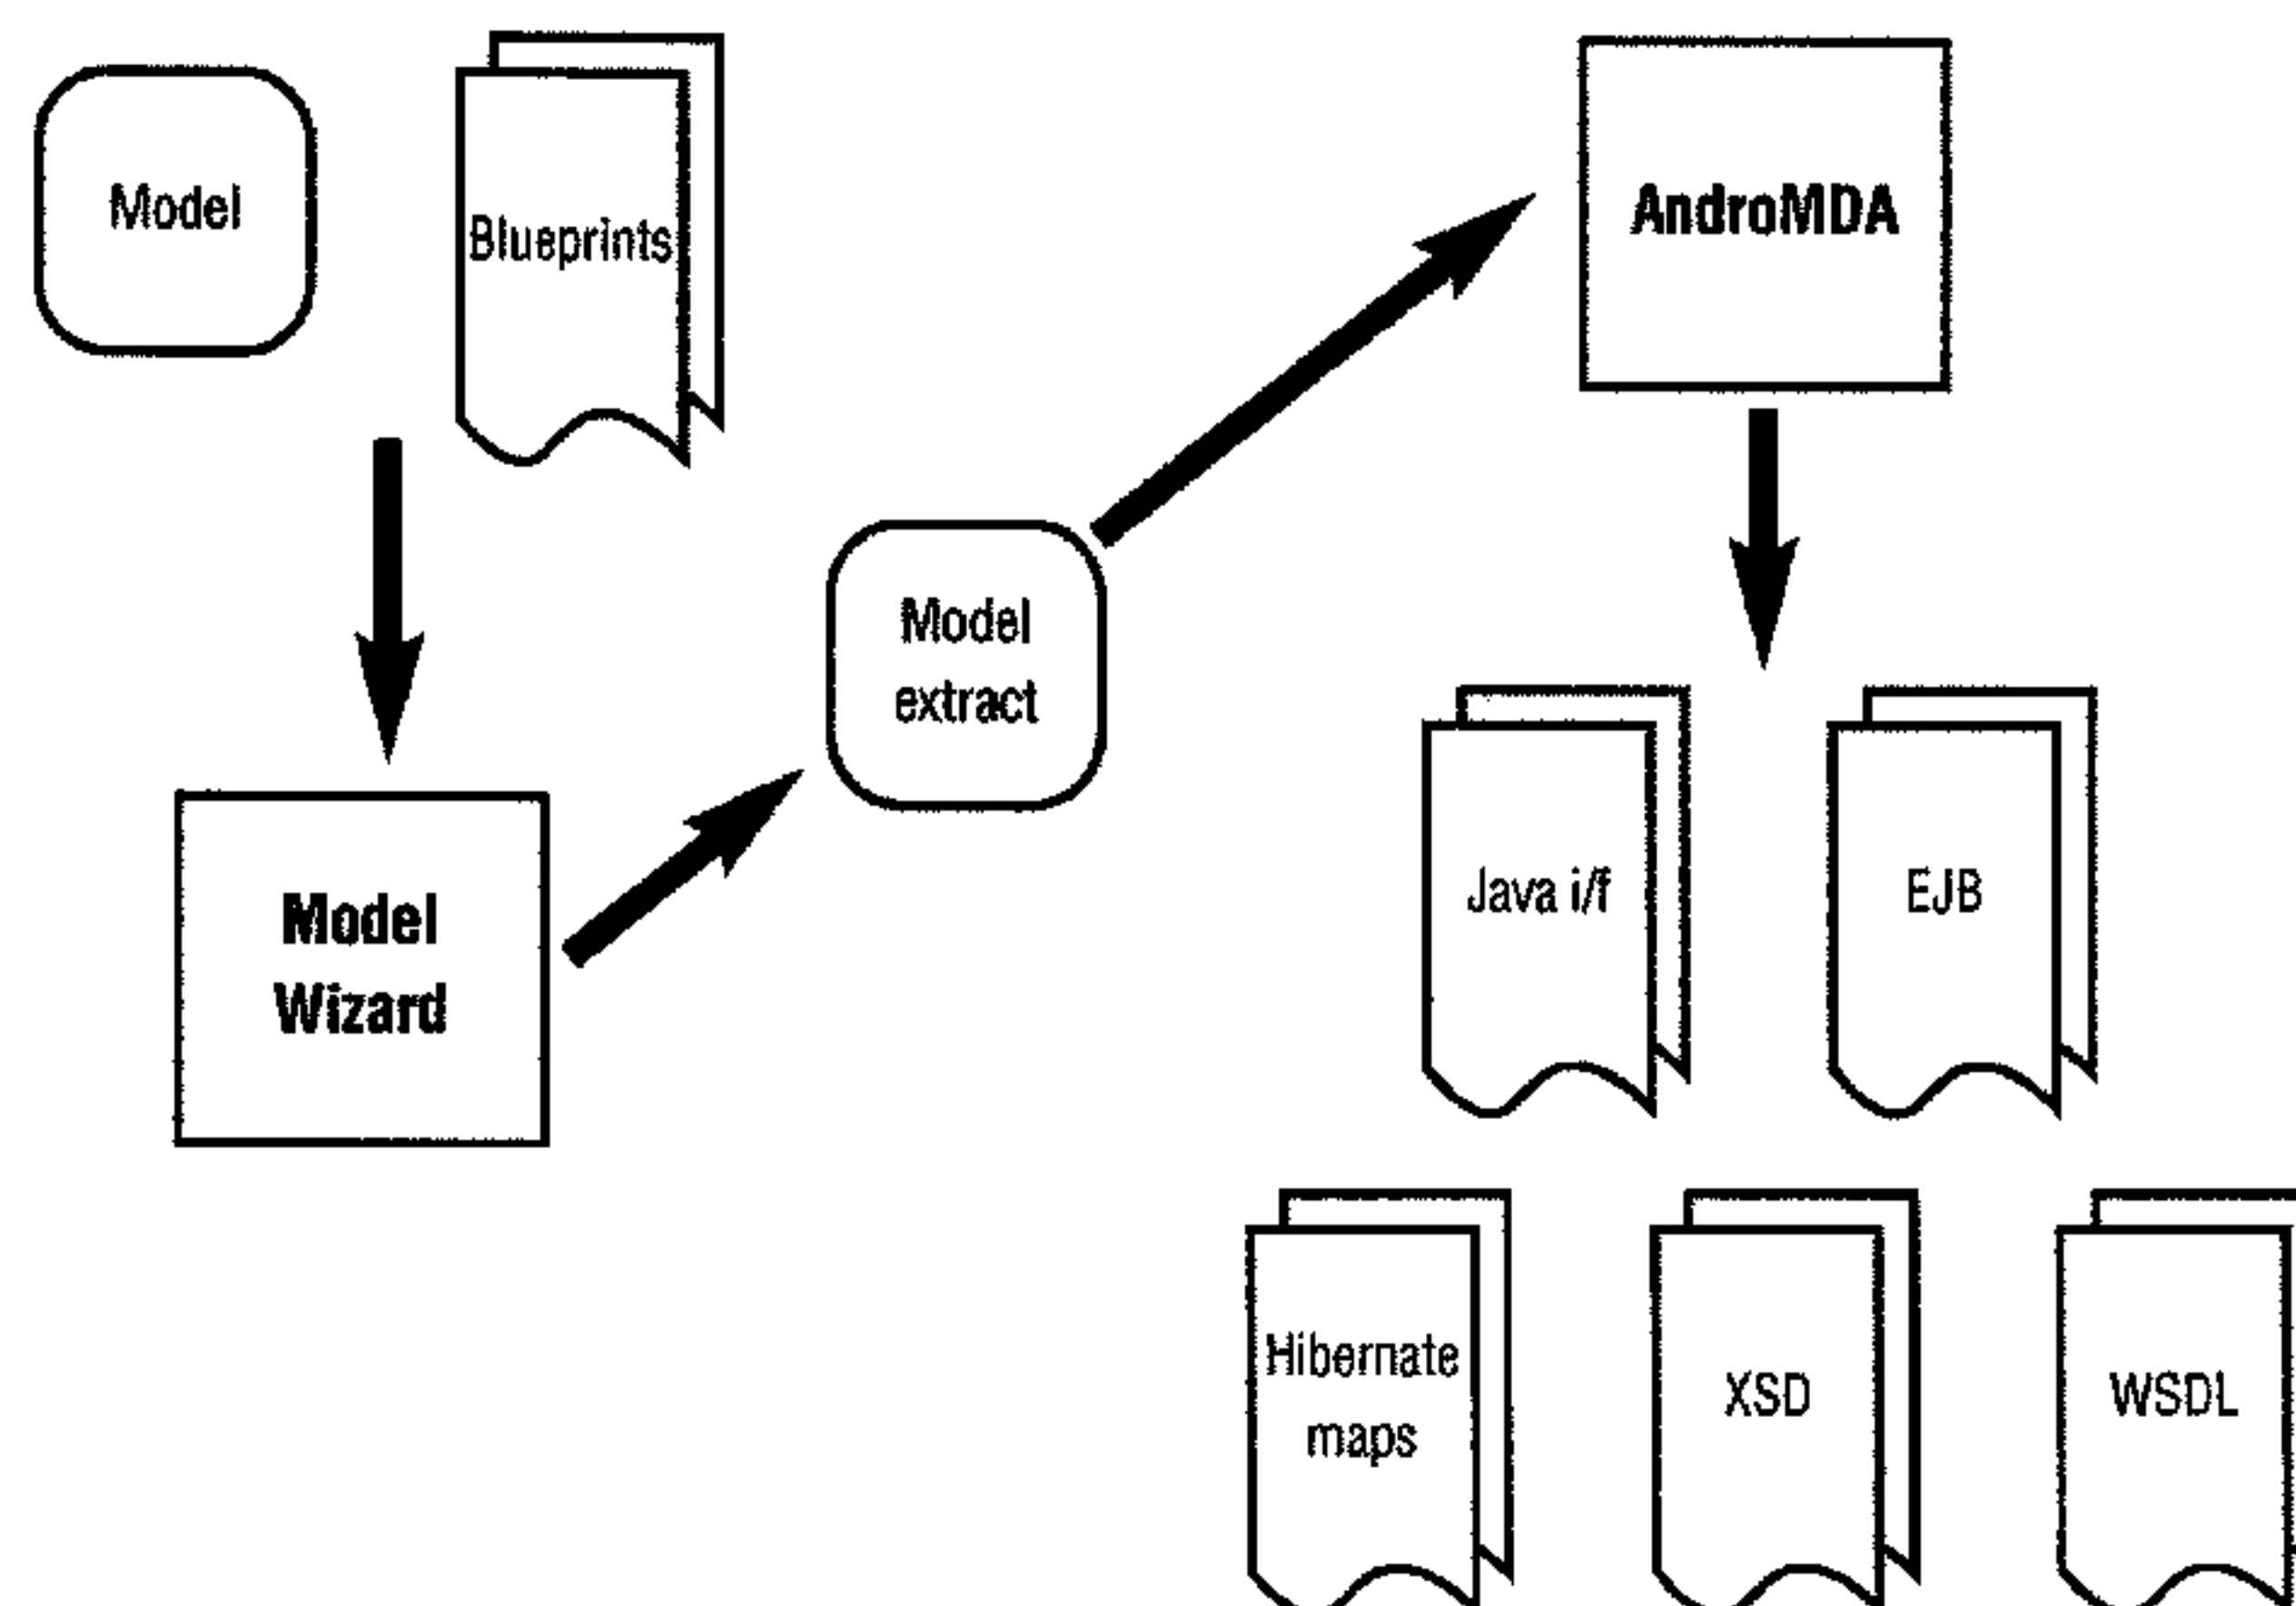 Model
Blueprints
AndroMDA
Model
extract
Model
Wizard
Java i/f
EJB
Hibernate
maps
XSD
WSDL